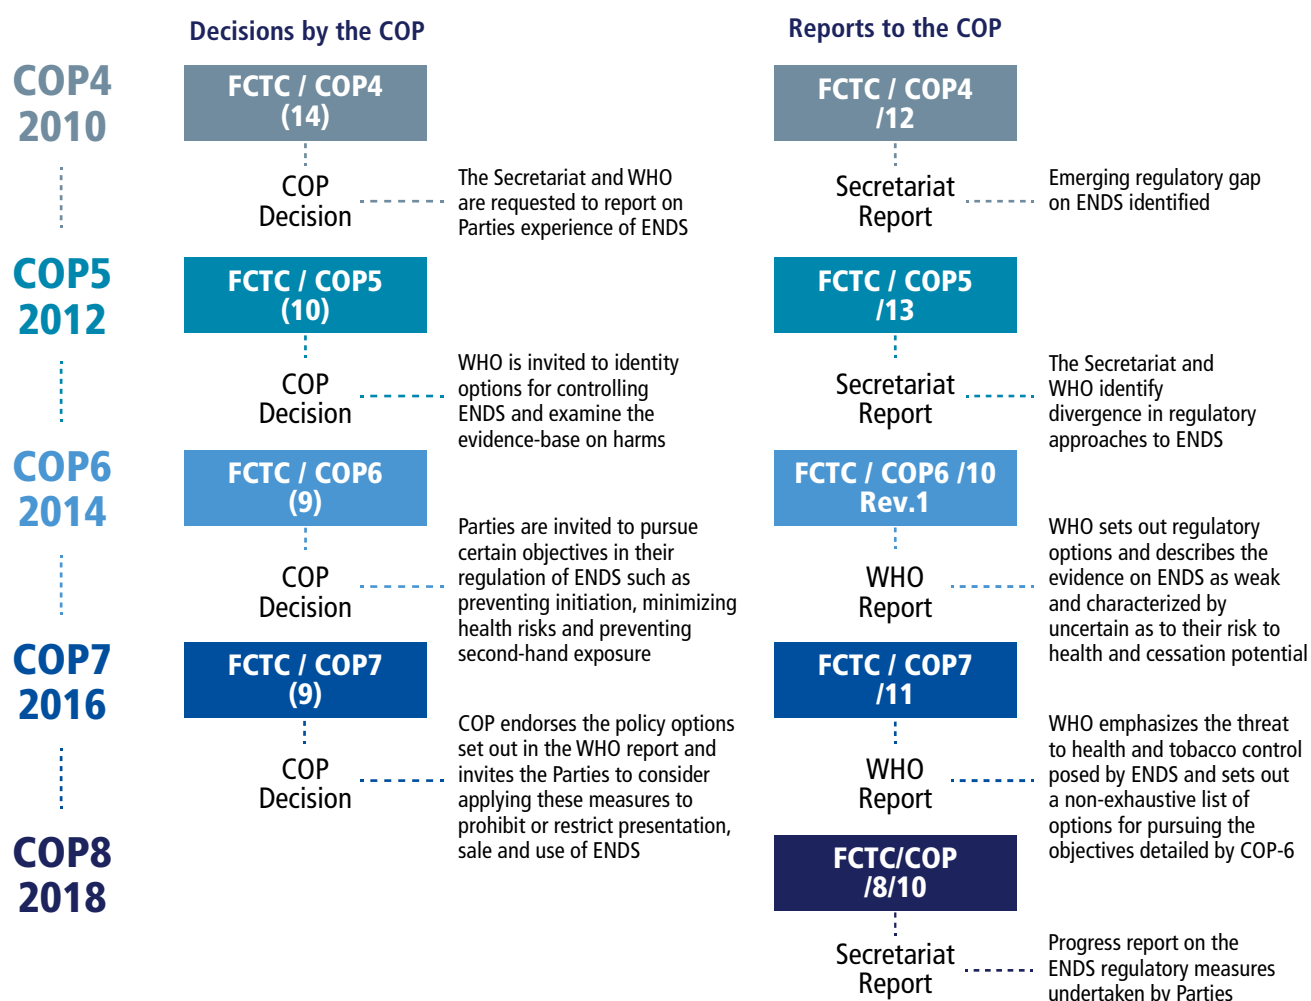 Decisions by the COP
Reports to the COP
COP4
2010
FCTC / COP4
(14)
COP
Decision
The Secretariat and WHO
are requested to report on
Parties experience of ENDS
FCTC / COP4
/12
Secretariat
Report
Emerging regulatory gap
on ENDS identified
COP5
2012
FCTC / COP5
(10)
COP
Decision
WHO is invited to identity
options for controlling
ENDS and examine the
evidence-base on harms
FCTC / COP5
/13
Secretariat
Report
The Secretariat and
WHO identify
divergence in regulatory
approaches to ENDS
COP6
2014
FCTC / COP6
(9)
COP
Decision
Parties are invited to pursue
certain objectives in their
regulation of ENDS such as
preventing initiation, minimizing
health risks and preventing
second-hand exposure
FCTC / COP6 /10
Rev.1
WHO
Report
WHO sets out regulatory
options and describes the
evidence on ENDS as weak
and characterized by
uncertain as to their risk to
health and cessation potential
COP7
2016
FCTC / COP7
(9)
COP
Decision
COP endorses the policy options
set out in the WHO report and
invites the Parties to consider
applying these measures to
prohibit or restrict presentation,
sale and use of ENDS
FCTC / COP7
/11
WHO
Report
WHO emphasizes the threat
to health and tobacco control
posed by ENDS and sets out
a non-exhaustive list of
options for pursuing the
objectives detailed by COP-6
COP8
2018
FCTC/COP
/8/10
Secretariat
Report
Progress report on the
ENDS regulatory measures
undertaken by Parties